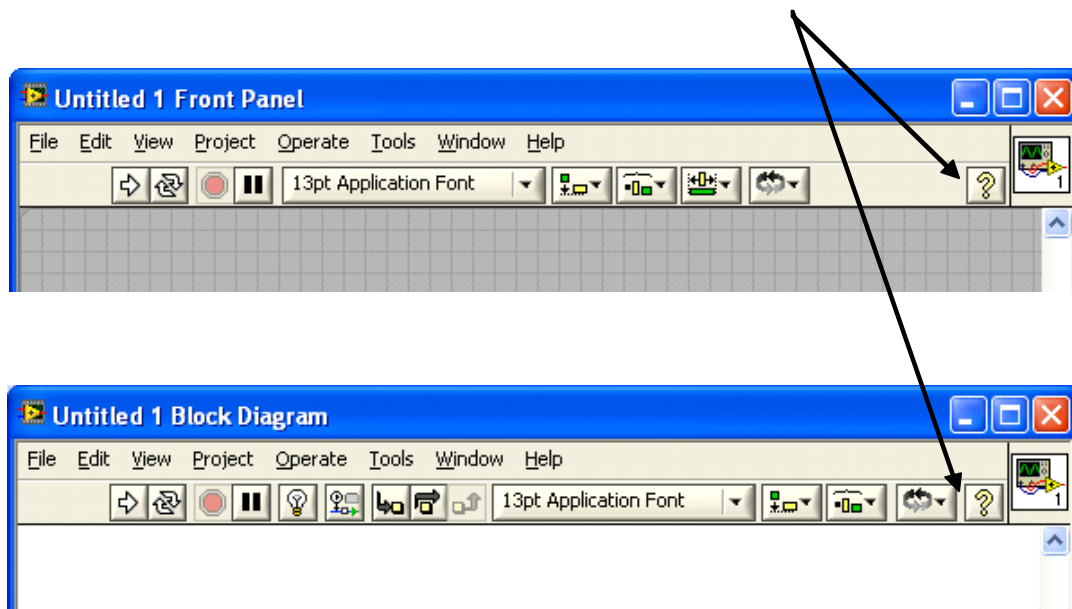 Untitled 1 Front Panel
File Edit View Project Operate Tools Window Help
13pt Application Font ?
1
Untitled 1 Block Diagram
File Edit View Project Operate Tools Window Help
13pt Application Font ?
1